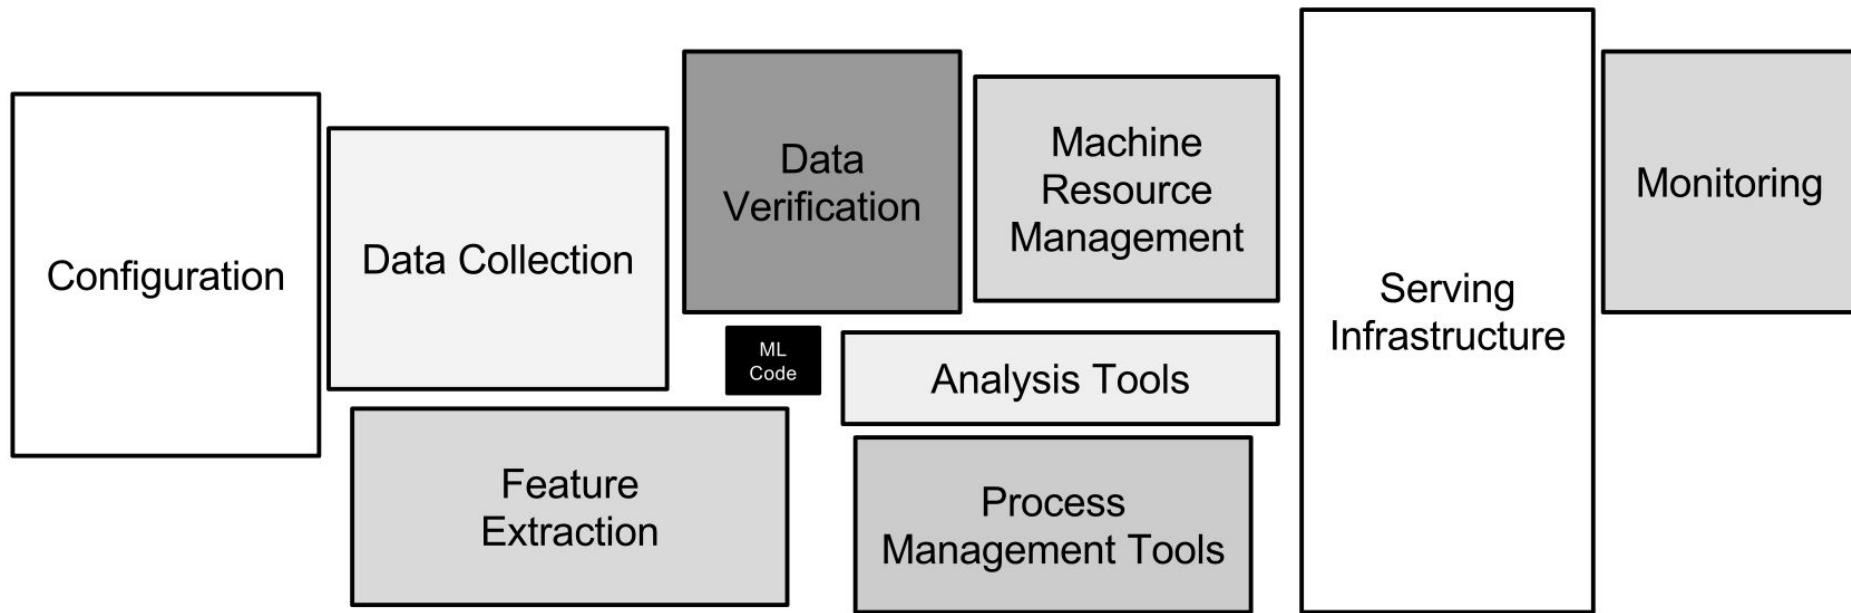 Configuration
Data Collection
Feature
Extraction
Data
Verification
ML
Code
Machine
Resource
Management
Analysis Tools
Process
Management Tools
Serving
Infrastructure
Monitoring